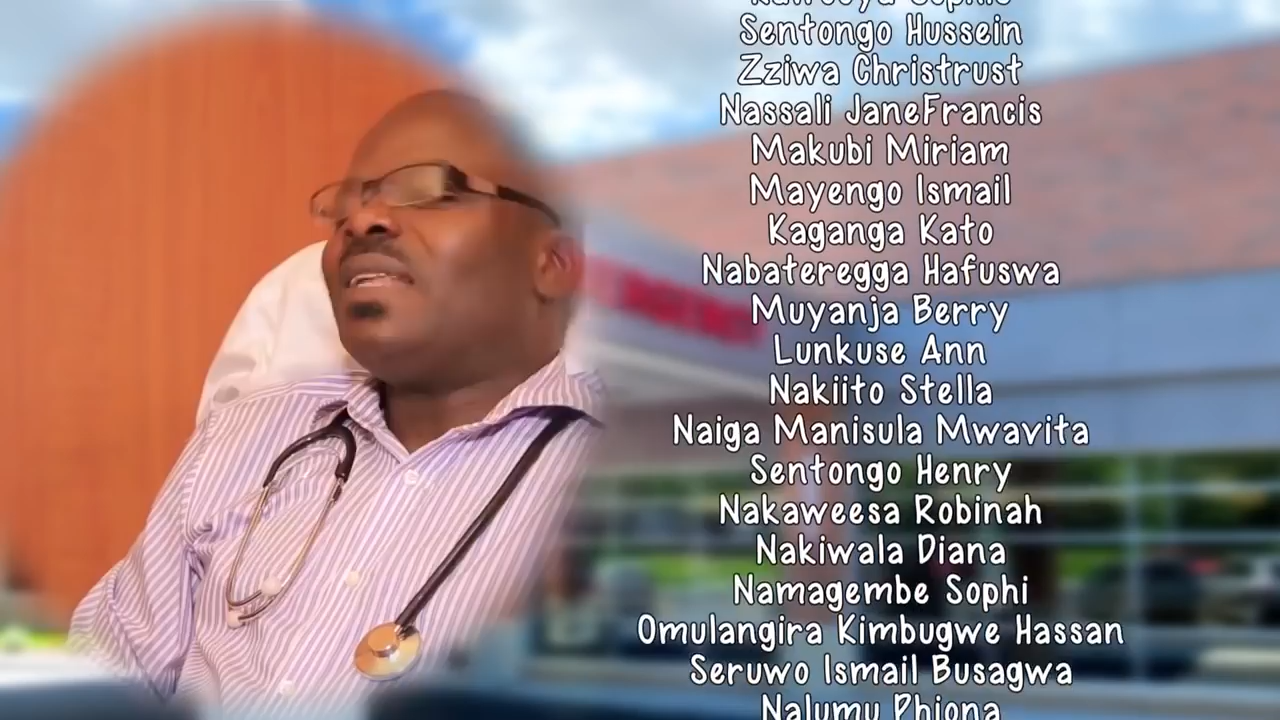 Sentongo Hussein
Zziwa Christrust
Nassali JaneFrancis
Makubi Miriam
Mayengo Ismail
Kaganga Kato
Nabateregga Hafuswa
Muyanja Berry
Lunkuse Ann
Nakiito Stella
Naiga Manisula Mwavita
Sentongo Henry
Nakaweesa Robinah
Nakiwala Diana
Namagembe Sophi
Omulangira Kimbugwe Hassan
Seruwo Ismail Busagwa
Nalumu Phiona